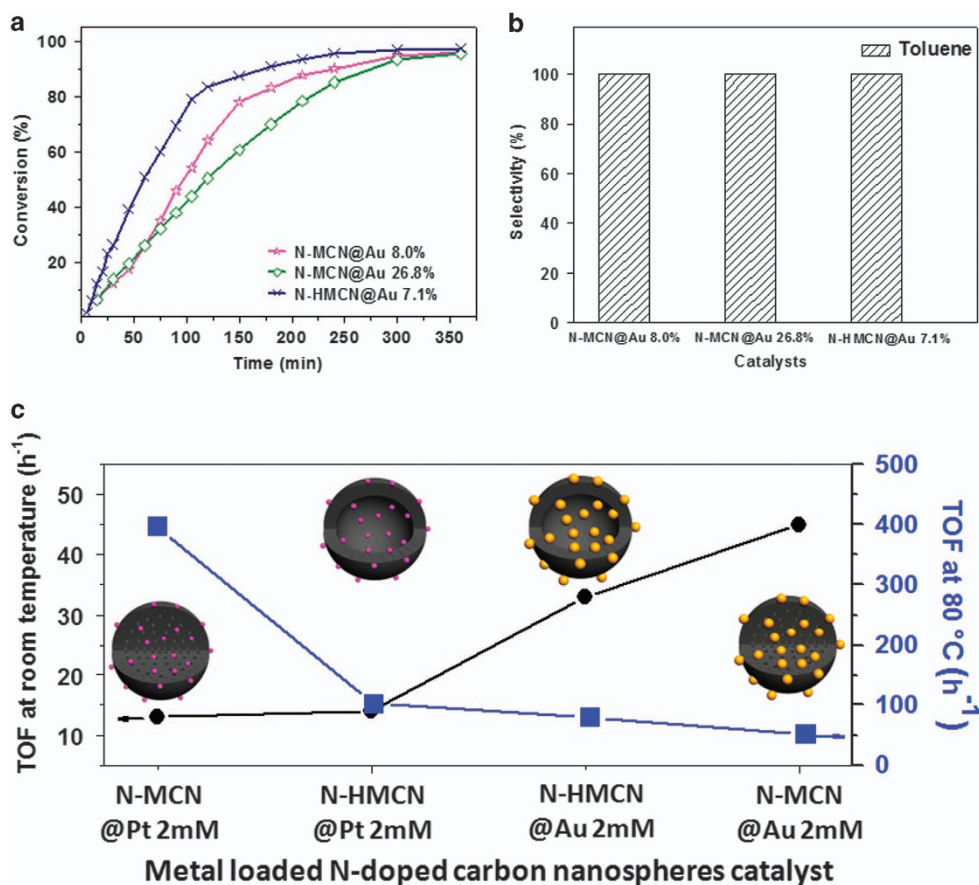 a
100
80
60
40
20
Conversion (%)
N-MCN@Au 8.0%
N-MCN@Au 26.8%
N-HMCN@Au 7.1%
0 50 100 150 200 250 300 350
Time (min)
b
Toluene
100
80
60
40
20
0
Selectivity (%)
N-MCN@Au 8.0% N-MCN@Au 26.8% N-HMCN@Au 7.1%
Catalysts
c
TOF at room temperature (h⁻¹)
50
40
30
20
10
500
400
300
200
100
0
TOF at 80 °C (h⁻¹)
N-MCN N-HMCN N-HMCN N-MCN
@Pt 2mM @Pt 2mM @Au 2mM @Au 2mM
Metal loaded N-doped carbon nanospheres catalyst